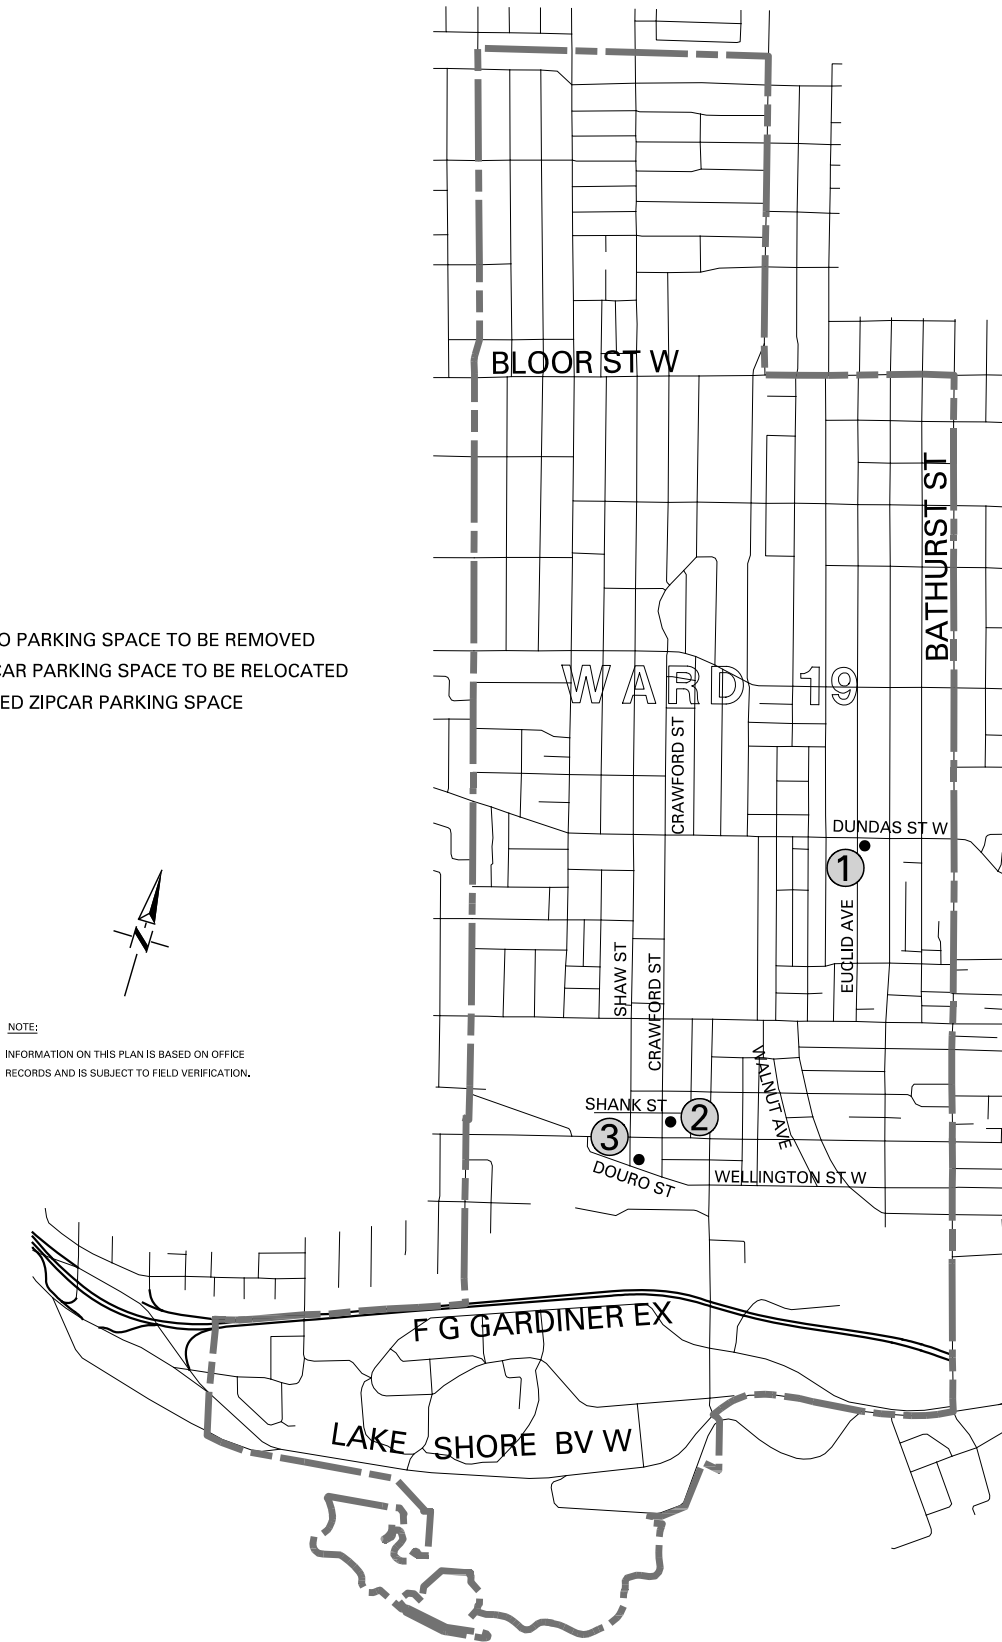 BLOOR ST W
BATHURST ST
O PARKING SPACE TO BE REMOVED
CAR PARKING SPACE TO BE RELOCATED
ED ZIPCAR PARKING SPACE
WARD 19
CRAWFORD ST
DUNDAS ST W
1
EUCLID AVE
N
SHAW ST
CRAWFORD ST
NOTE:
INFORMATION ON THIS PLAN IS BASED ON OFFICE
RECORDS AND IS SUBJECT TO FIELD VERIFICATION.
WALNUT AVE
SHANK ST
2
3
DOURO ST
WELLINGTON ST W
F G GARDINER EX
LAKE SHORE BV W